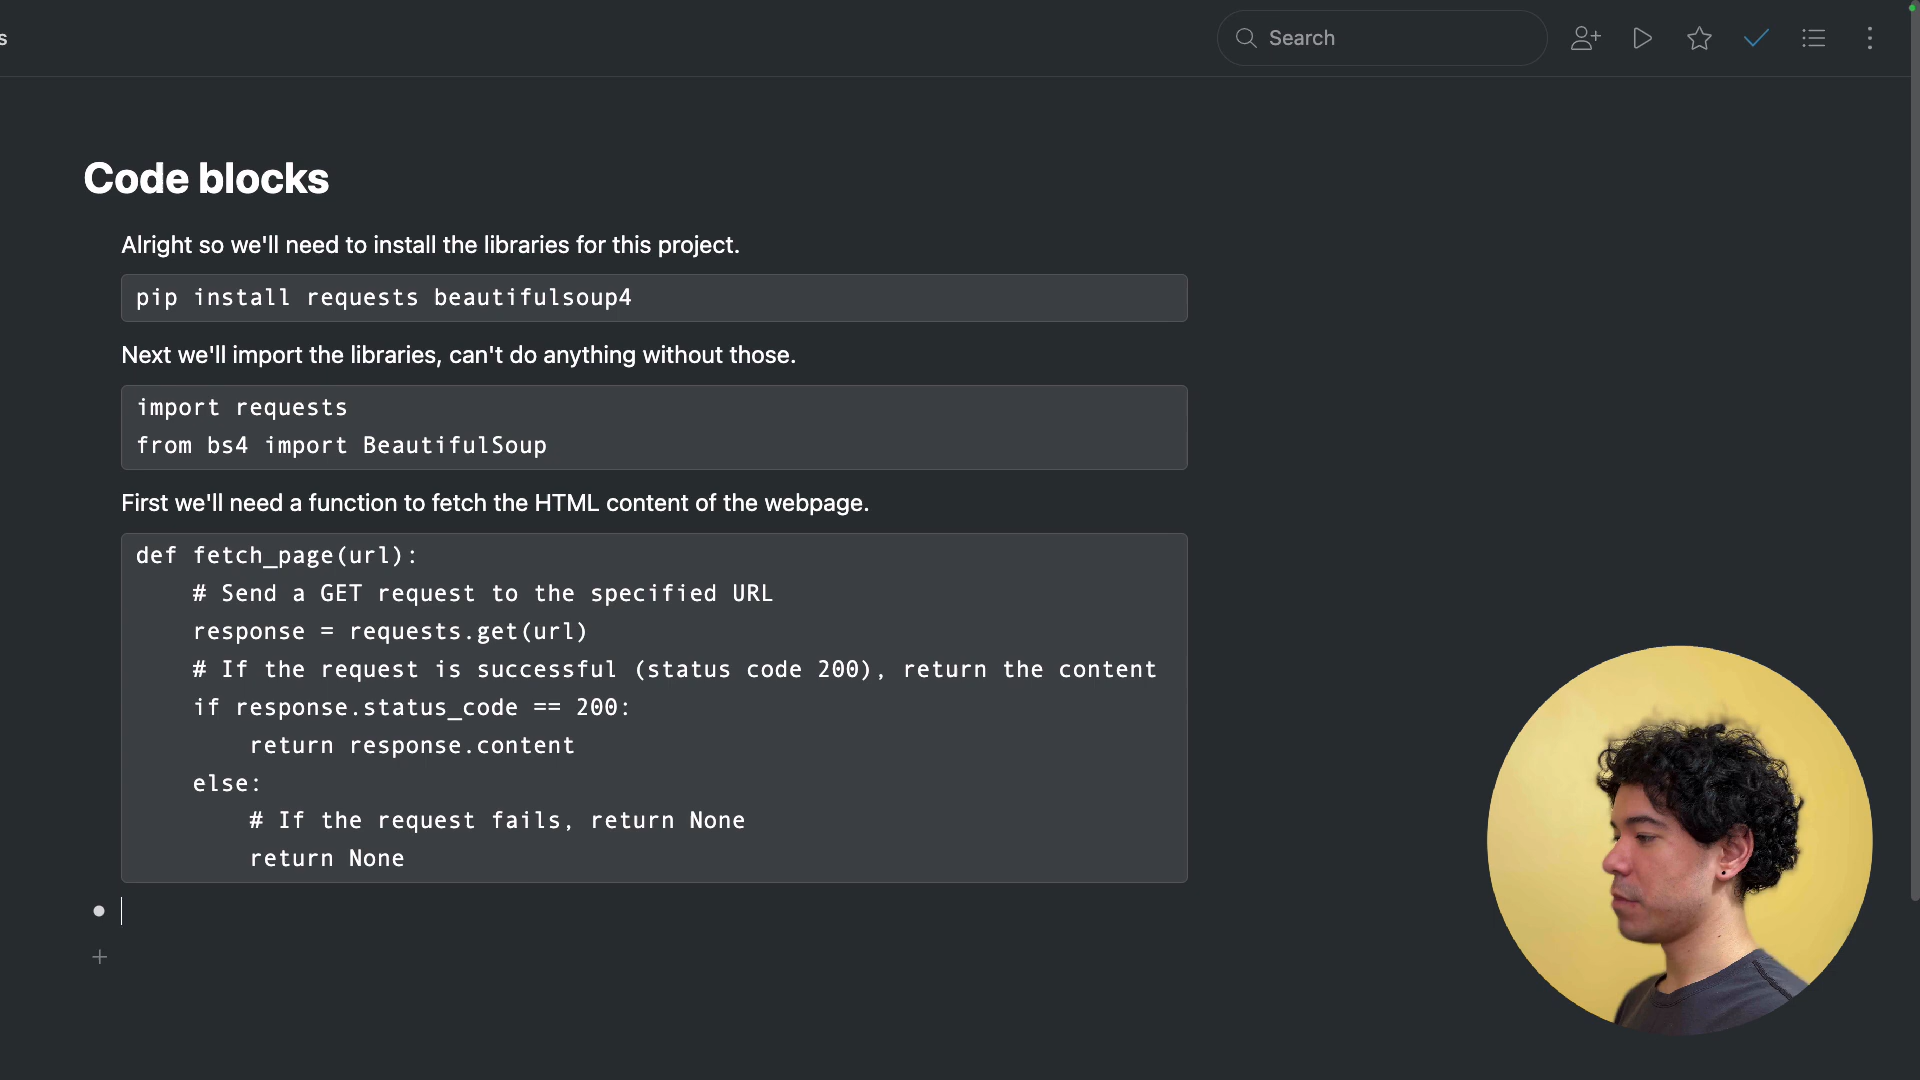 s
Search
Code blocks
Alright so we'll need to install the libraries for this project.
pip install requests beautifulsoup4
Next we'll import the libraries, can't do anything without those.
import requests
from bs4 import BeautifulSoup
First we'll need a function to fetch the HTML content of the webpage.
def fetch_page(url):
    # Send a GET request to the specified URL
    response = requests.get(url)
    # If the request is successful (status code 200), return the content
    if response.status_code == 200:
        return response.content
    else:
        # If the request fails, return None
        return None